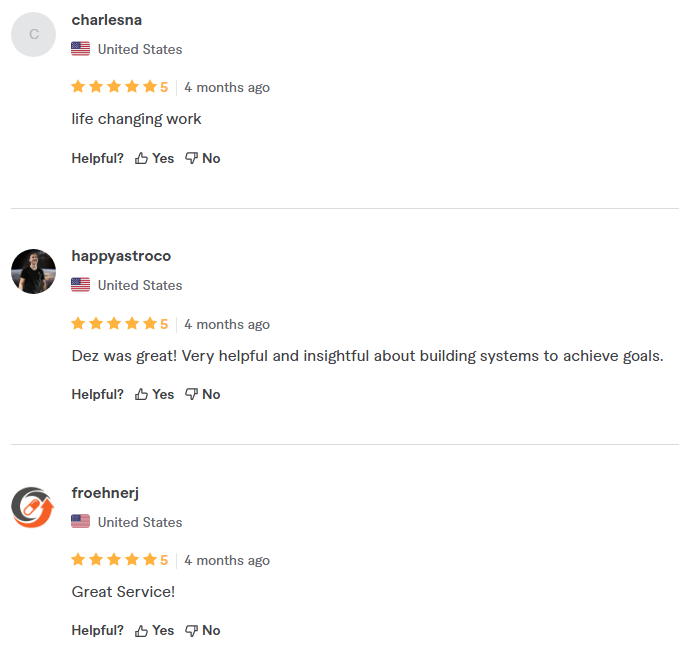 C
charlesna
United States
5 4 months ago
life changing work
Helpful? Yes No
happyastroco
United States
5 4 months ago
Dez was great! Very helpful and insightful about building systems to achieve goals.
Helpful? Yes No
froehnerj
United States
5 4 months ago
Great Service!
Helpful? Yes No